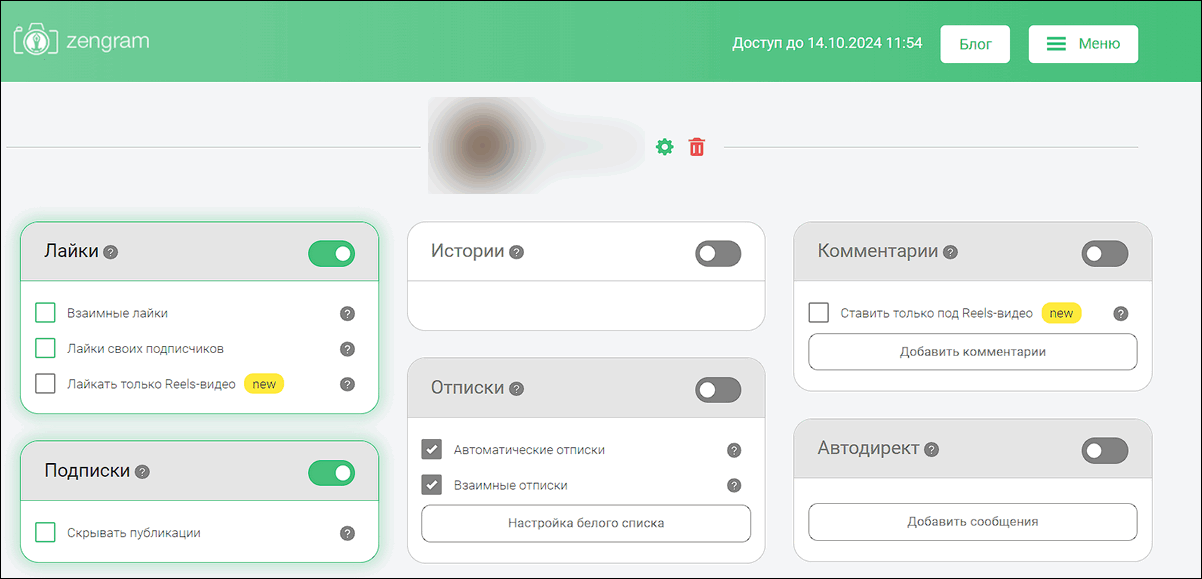 zengram
Доступ до 14.10.2024 11:54
Блог
Меню
Лайки ?
Взаимные лайки ?
Лайки своих подписчиков ?
Лайкать только Reels-видео new ?
Подписки ?
Скрывать публикации ?
Истории ?
Отписки ?
Автоматические отписки ?
Взаимные отписки ?
Настройка белого списка
Комментарии ?
Ставить только под Reels-видео new ?
Добавить комментарии
Автодирект ?
Добавить сообщения